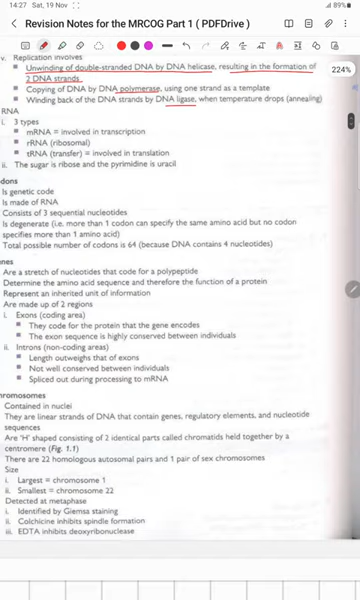 14:27 Sat, 19 Nov
89%
Revision Notes for the MRCOG Part 1 ( PDFDrive )
224%
v. Replication involves
Unwinding of double-stranded DNA by DNA helicase, resulting in the formation of
2 DNA strands
Copying of DNA by DNA polymerase, using one strand as a template
Winding back of the DNA strands by DNA ligase, when temperature drops (annealing)
RNA
i. 3 types
mRNA = involved in transcription
rRNA (ribosomal)
tRNA (transfer) = involved in translation
ii. The sugar is ribose and the pyrimidine is uracil
dons
Is genetic code
Is made of RNA
Consists of 3 sequential nucleotides
Is degenerate (i.e. more than 1 codon can specify the same amino acid but no codon
specifies more than 1 amino acid)
Total possible number of codons is 64 (because DNA contains 4 nucleotides)
nes
Are a stretch of nucleotides that code for a polypeptide
Determine the amino acid sequence and therefore the function of a protein
Represent an inherited unit of information
Are made up of 2 regions
i. Exons (coding area)
They code for the protein that the gene encodes
The exon sequence is highly conserved between individuals
ii. Introns (non-coding areas)
Length outweighs that of exons
Not well conserved between individuals
Spliced out during processing to mRNA
hromosomes
Contained in nuclei
They are linear strands of DNA that contain genes, regulatory elements, and nucleotide
sequences
Are 'H' shaped consisting of 2 identical parts called chromatids held together by a
centromere (Fig. 1.1)
There are 22 homologous autosomal pairs and 1 pair of sex chromosomes
Size
i. Largest = chromosome 1
ii. Smallest = chromosome 22
Detected at metaphase
i. Identified by Giemsa staining
ii. Colchicine inhibits spindle formation
iii. EDTA inhibits deoxyribonuclease